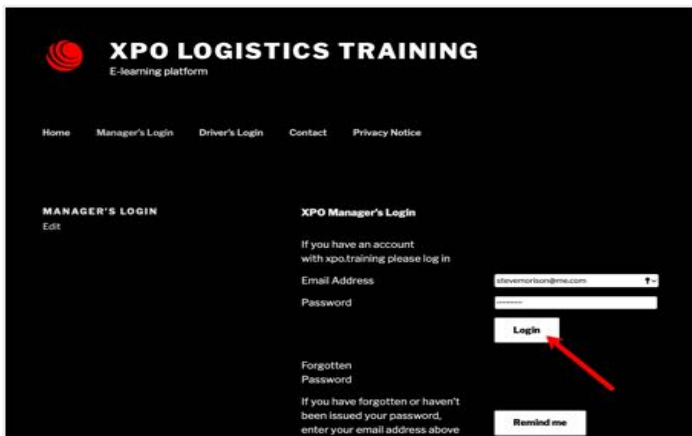 XPO LOGISTICS TRAINING
E-learning platform
Home Manager's Login Driver's Login Contact Privacy Notice
MANAGER'S LOGIN
Edit
XPO Manager's Login
If you have an account
with xpo.training please log in
Email Address
stevemorison@me.com
Password
Login
Forgotten
Password
If you have forgotten or haven't
been issued your password,
enter your email address above
Remind me